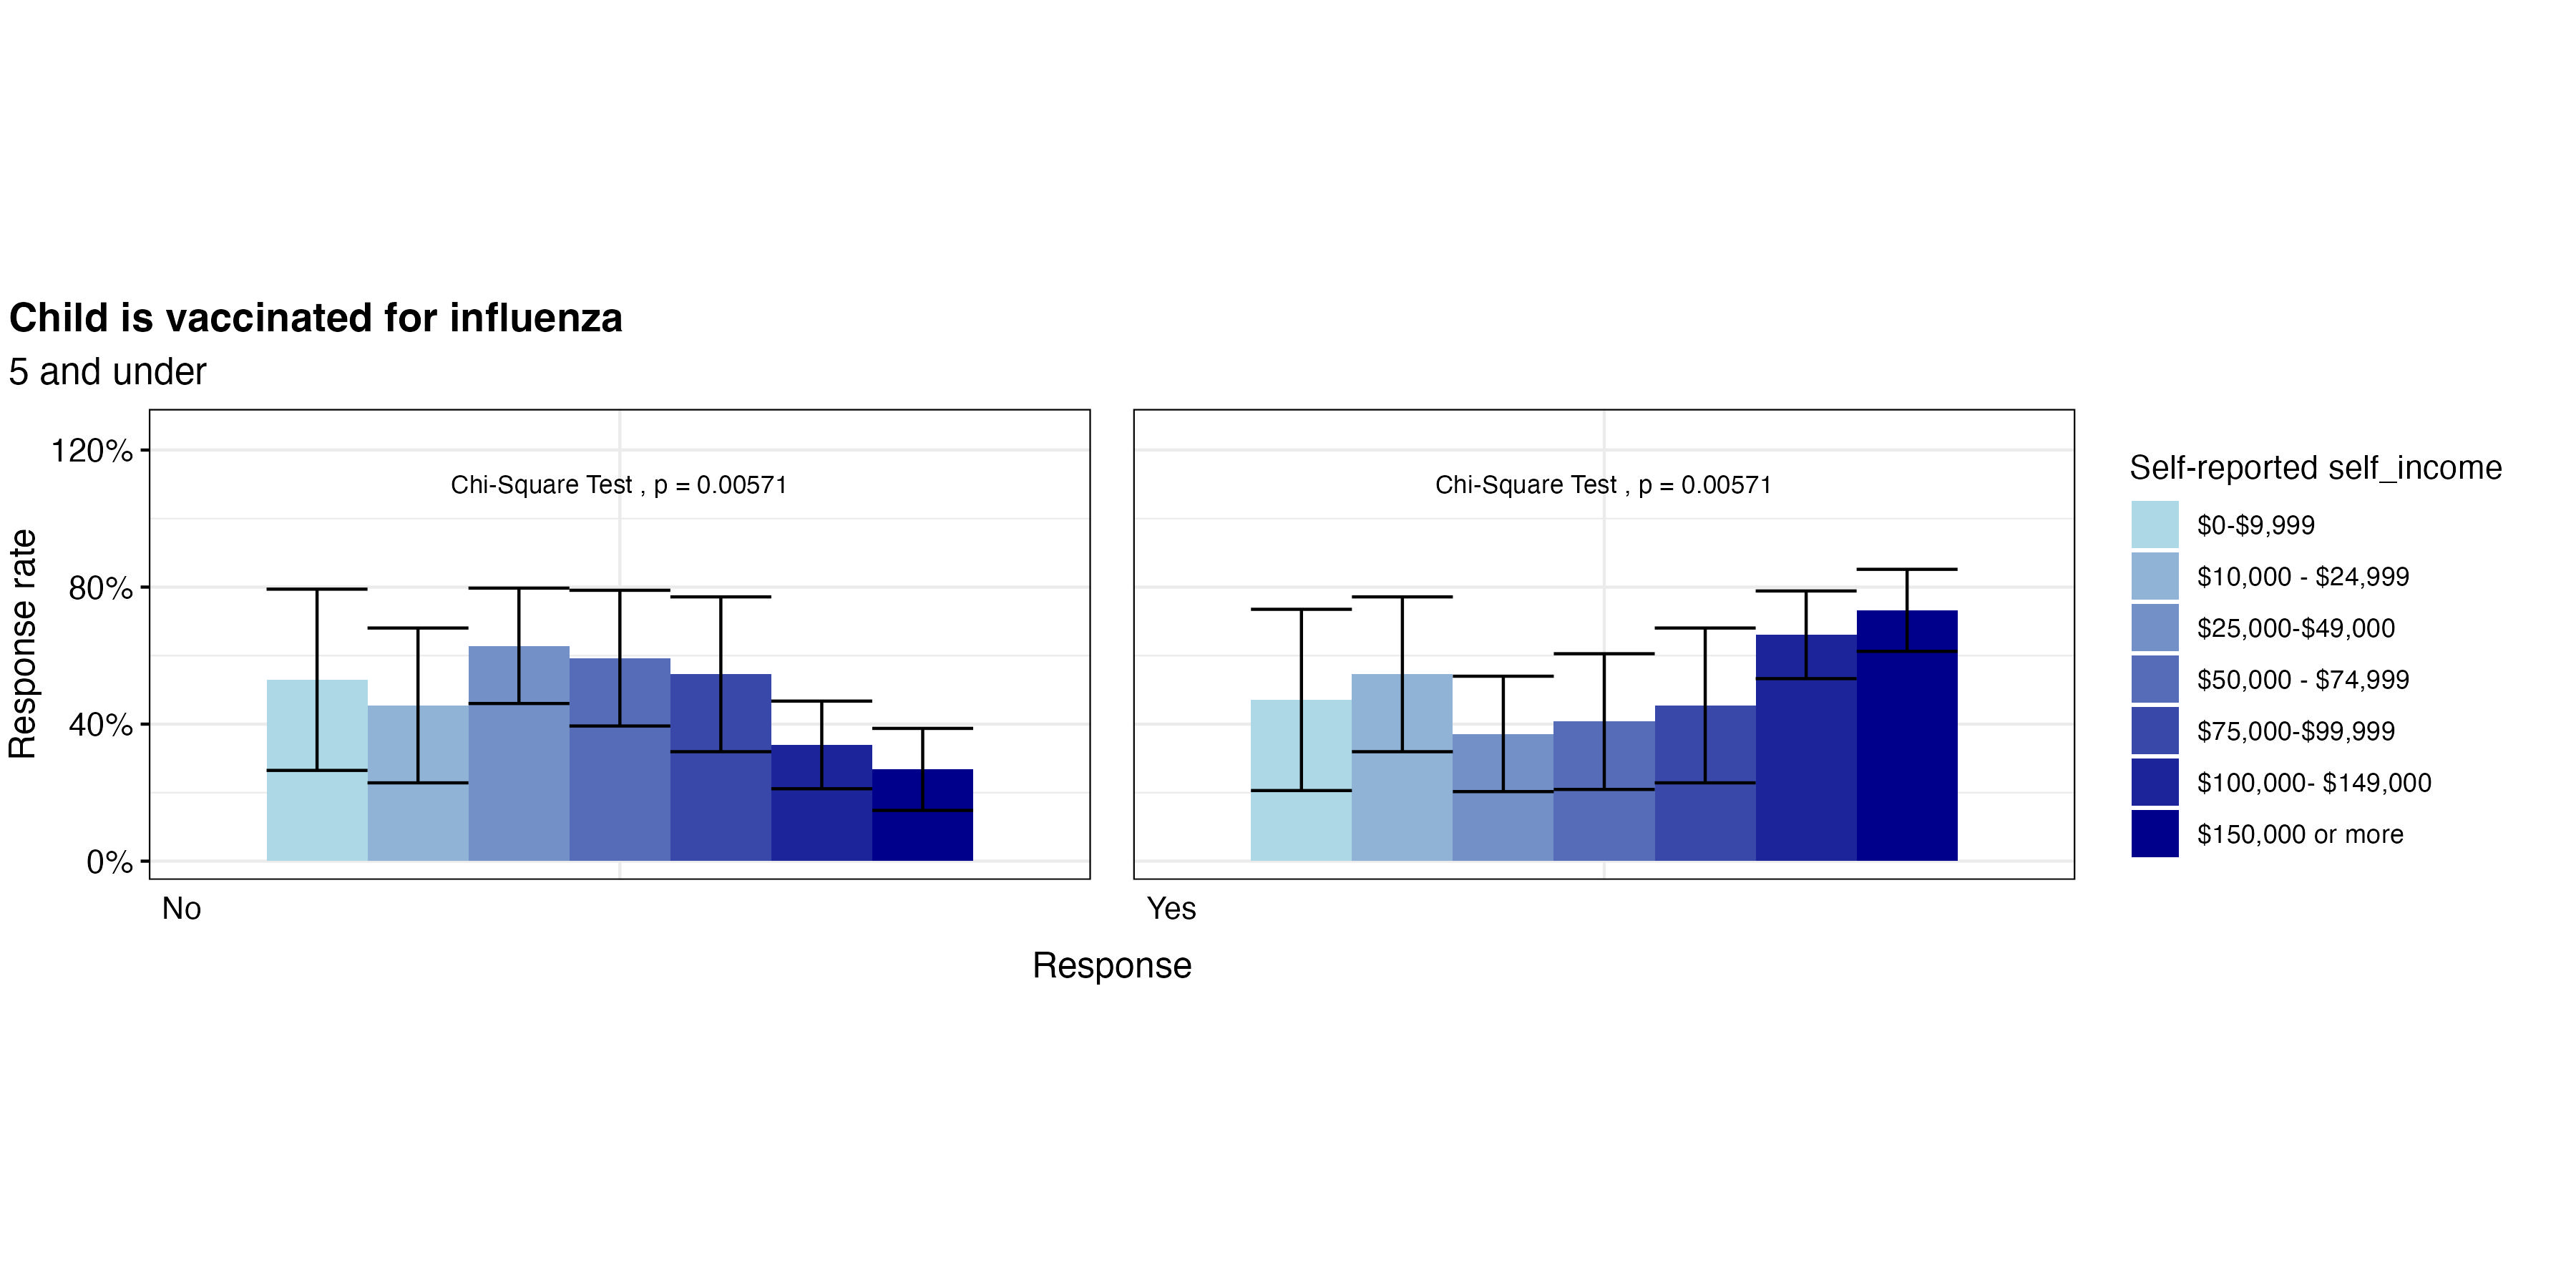 Child is vaccinated for influenza
5 and under
120%
80%
40%
0%
Response rate
Chi-Square Test , p = 0.00571
Chi-Square Test , p = 0.00571
No
Yes
Response
Self-reported self_income
$0-$9,999
$10,000 - $24,999
$25,000-$49,000
$50,000 - $74,999
$75,000-$99,999
$100,000- $149,000
$150,000 or more